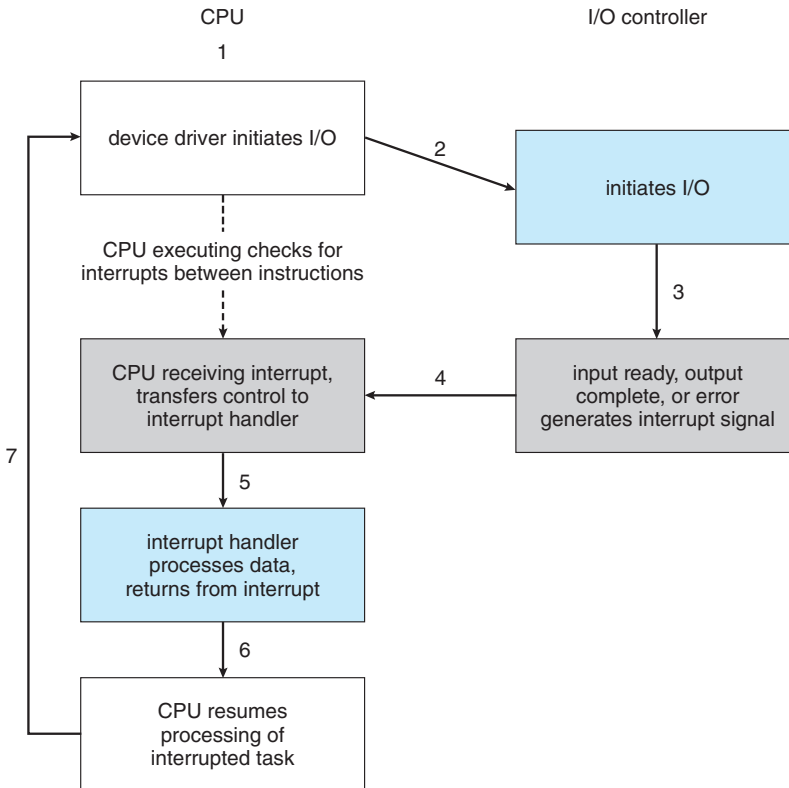 CPU
I/O controller
1
device driver initiates I/O
2
initiates I/O
CPU executing checks for
interrupts between instructions
3
CPU receiving interrupt,
transfers control to
interrupt handler
4
input ready, output
complete, or error
generates interrupt signal
7
5
interrupt handler
processes data,
returns from interrupt
6
CPU resumes
processing of
interrupted task